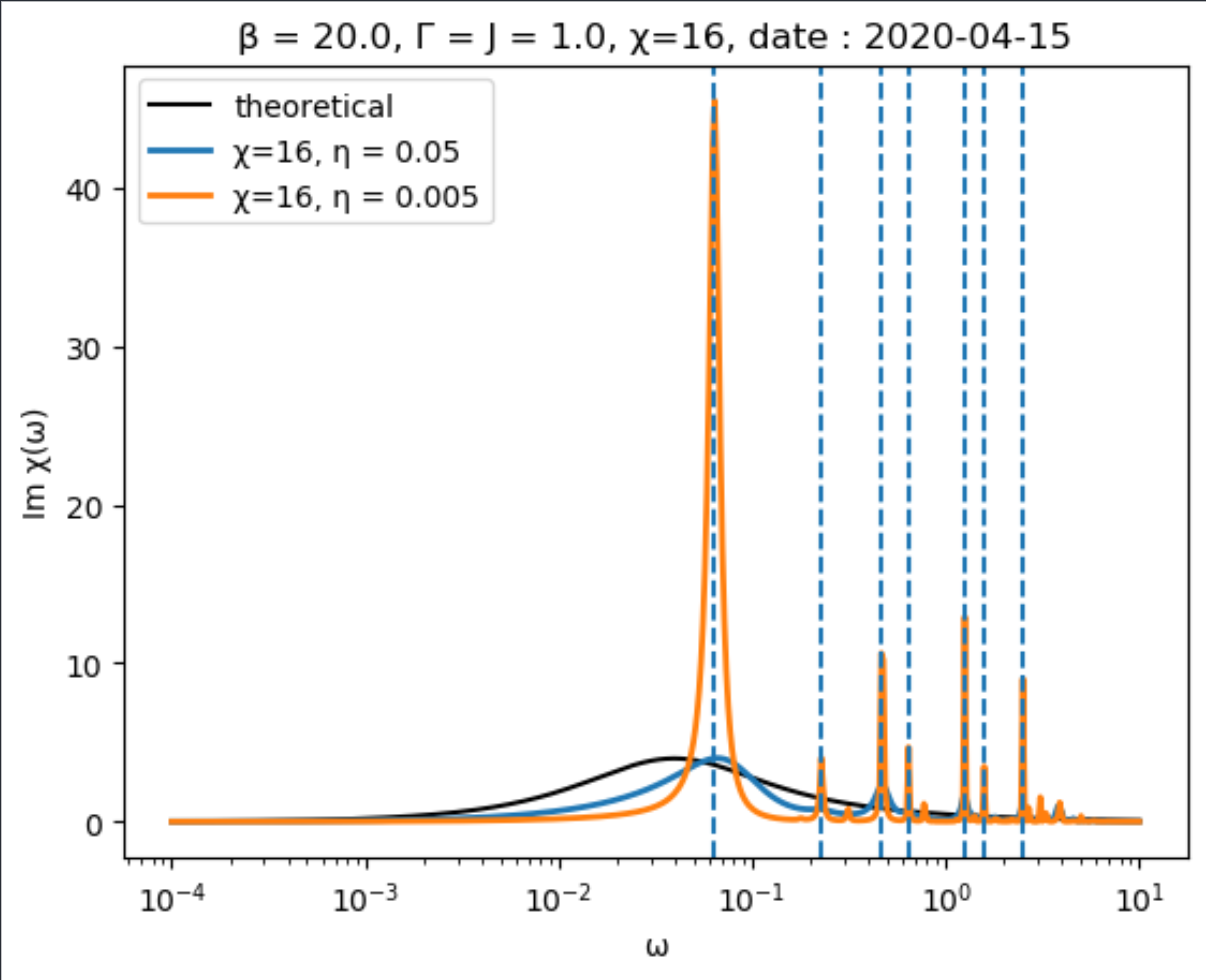 β = 20.0, Γ = J = 1.0, χ=16, date : 2020-04-15
theoretical
χ=16, η = 0.05
χ=16, η = 0.005
40
30
20
10
0
Im χ(ω)
10⁻⁴ 10⁻³ 10⁻² 10⁻¹ 10⁰ 10¹
ω